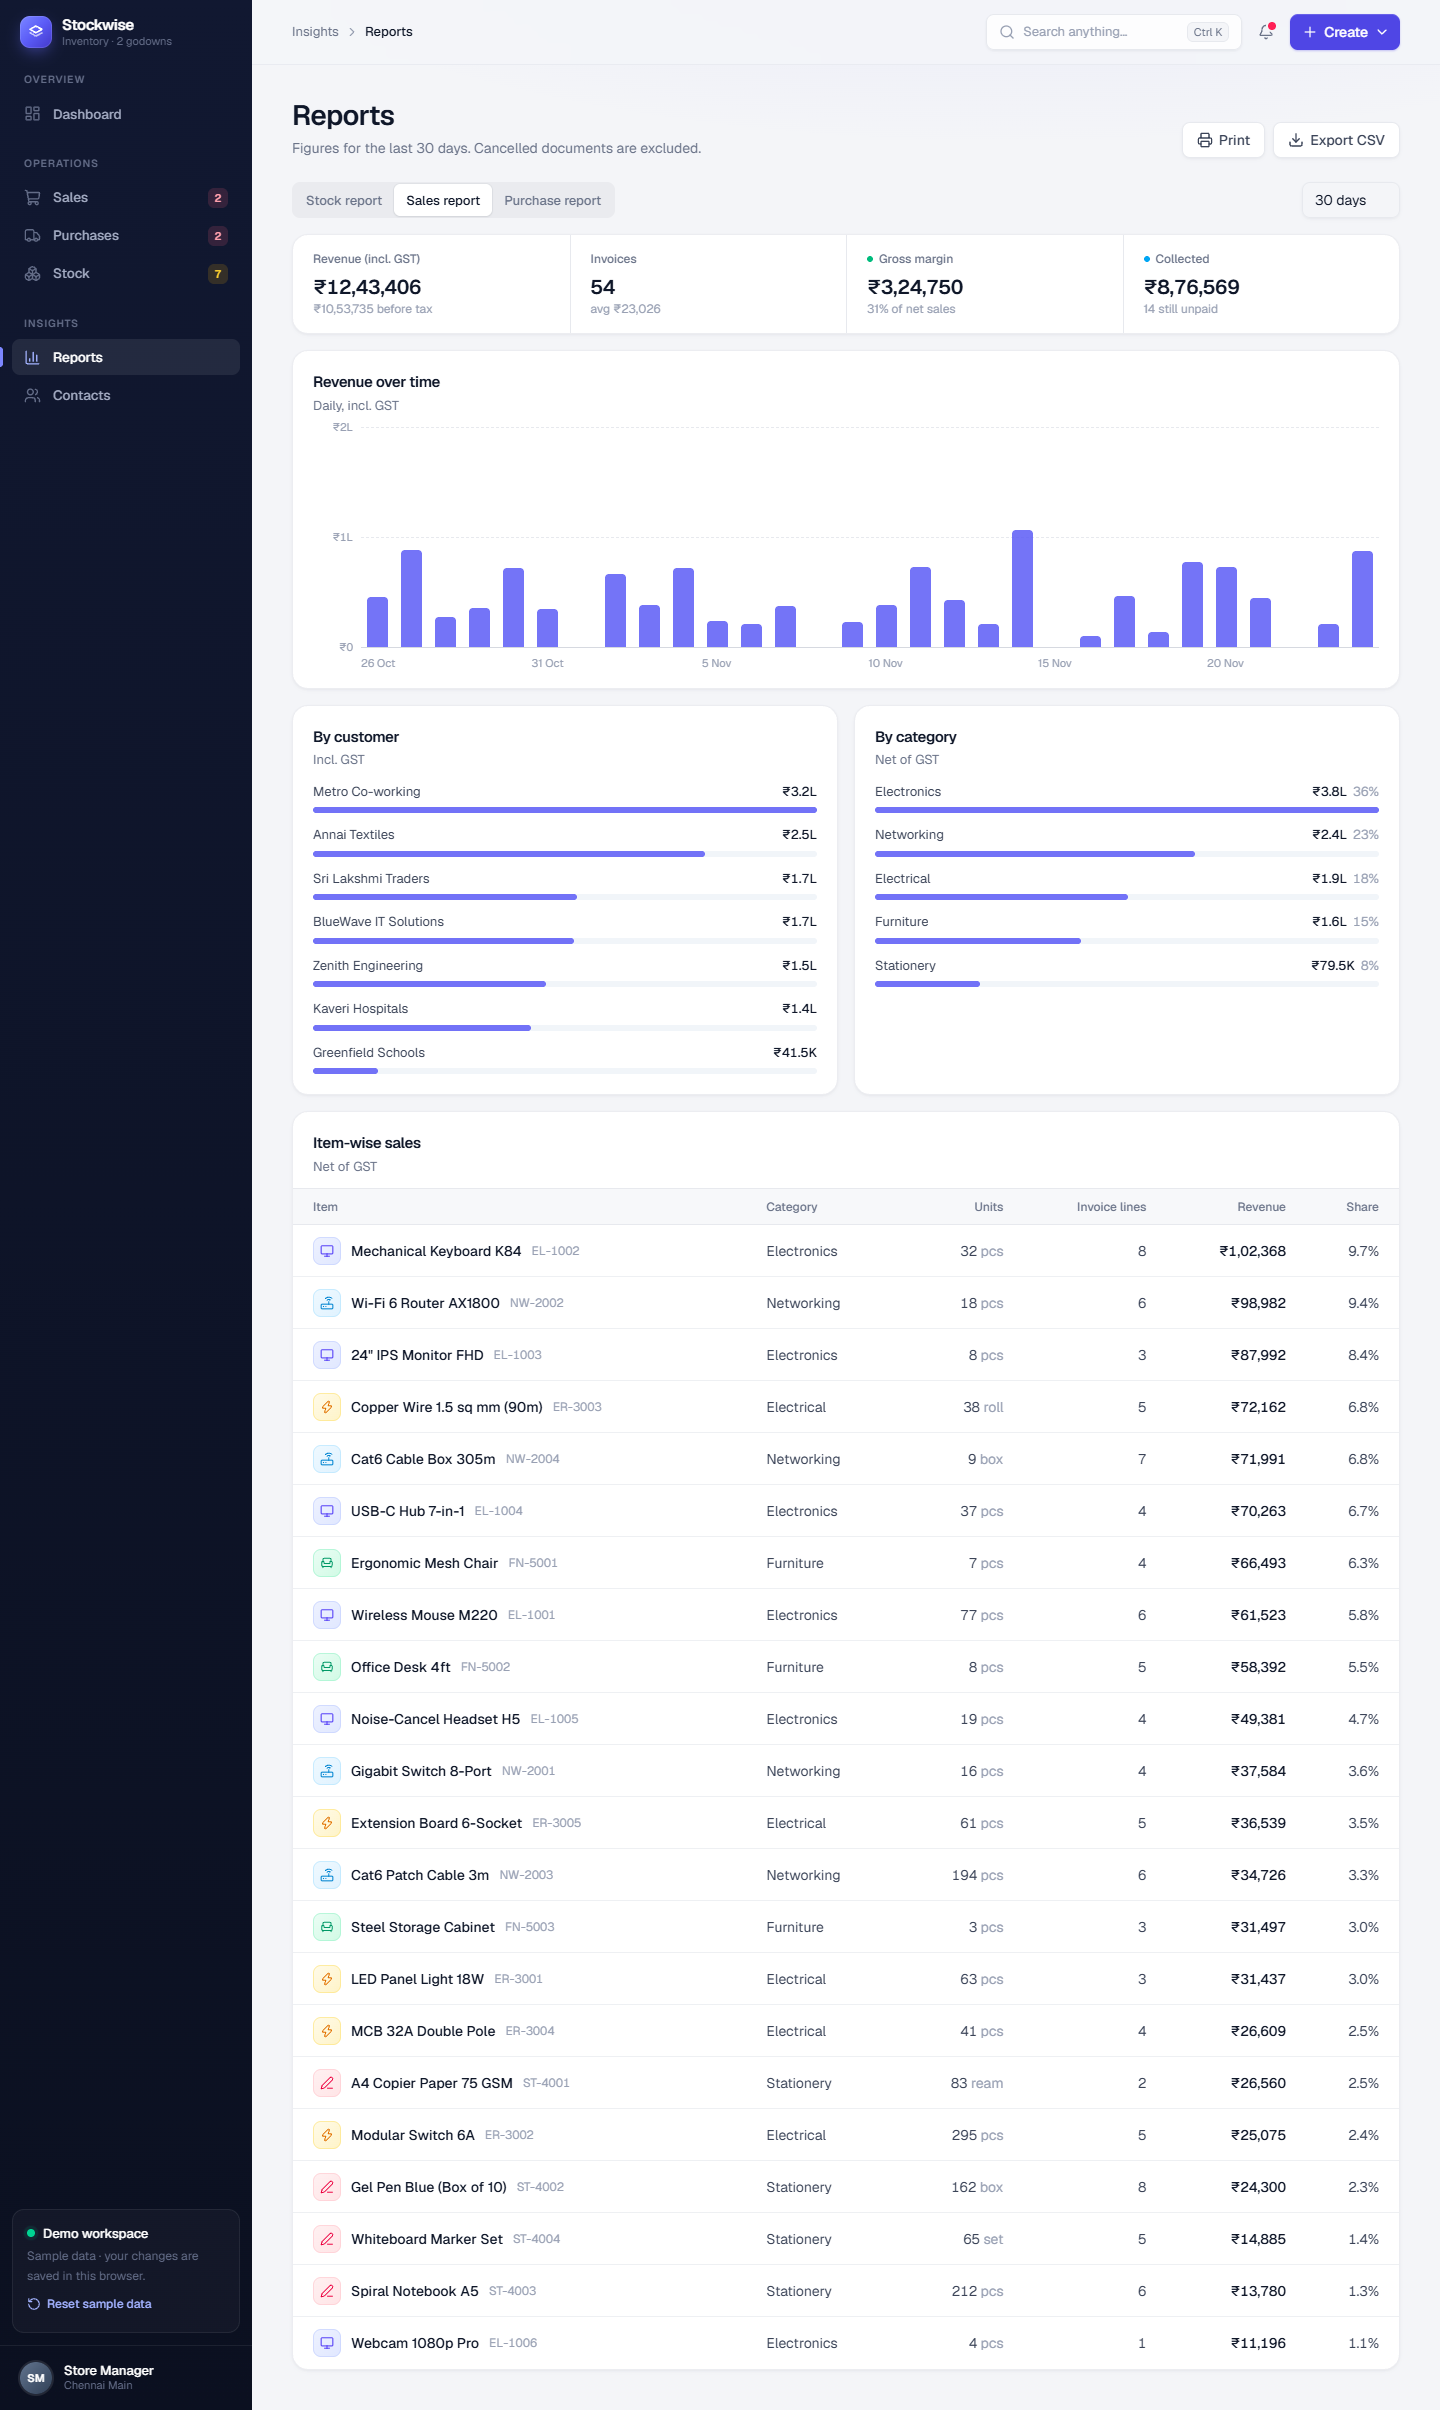 Stockwise
Inventory · 2 godowns
OVERVIEW
Dashboard
OPERATIONS
Sales 2
Purchases 2
Stock 7
INSIGHTS
Reports
Contacts
Demo workspace
Sample data · your changes are
saved in this browser.
Reset sample data
SM
Store Manager
Chennai Main
Insights Reports
Search anything... Ctrl K
Create
Reports
Figures for the last 30 days. Cancelled documents are excluded.
Print
Export CSV
Stock report Sales report Purchase report
30 days
Revenue (incl. GST)
₹12,43,406
₹10,53,735 before tax
Invoices
54
avg ₹23,026
Gross margin
₹3,24,750
31% of net sales
Collected
₹8,76,569
14 still unpaid
Revenue over time
Daily, incl. GST
₹2L
₹1L
₹0
26 Oct 31 Oct 5 Nov 10 Nov 15 Nov 20 Nov
By customer
Incl. GST
Metro Co-working ₹3.2L
Annai Textiles ₹2.5L
Sri Lakshmi Traders ₹1.7L
BlueWave IT Solutions ₹1.7L
Zenith Engineering ₹1.5L
Kaveri Hospitals ₹1.4L
Greenfield Schools ₹41.5K
By category
Net of GST
Electronics ₹3.8L 36%
Networking ₹2.4L 23%
Electrical ₹1.9L 18%
Furniture ₹1.6L 15%
Stationery ₹79.5K 8%
Item-wise sales
Net of GST
Item Category Units Invoice lines Revenue Share
Mechanical Keyboard K84 EL-1002 Electronics 32 pcs 8 ₹1,02,368 9.7%
Wi-Fi 6 Router AX1800 NW-2002 Networking 18 pcs 6 ₹98,982 9.4%
24" IPS Monitor FHD EL-1003 Electronics 8 pcs 3 ₹87,992 8.4%
Copper Wire 1.5 sq mm (90m) ER-3003 Electrical 38 roll 5 ₹72,162 6.8%
Cat6 Cable Box 305m NW-2004 Networking 9 box 7 ₹71,991 6.8%
USB-C Hub 7-in-1 EL-1004 Electronics 37 pcs 4 ₹70,263 6.7%
Ergonomic Mesh Chair FN-5001 Furniture 7 pcs 4 ₹66,493 6.3%
Wireless Mouse M220 EL-1001 Electronics 77 pcs 6 ₹61,523 5.8%
Office Desk 4ft FN-5002 Furniture 8 pcs 5 ₹58,392 5.5%
Noise-Cancel Headset H5 EL-1005 Electronics 19 pcs 4 ₹49,381 4.7%
Gigabit Switch 8-Port NW-2001 Networking 16 pcs 4 ₹37,584 3.6%
Extension Board 6-Socket ER-3005 Electrical 61 pcs 5 ₹36,539 3.5%
Cat6 Patch Cable 3m NW-2003 Networking 194 pcs 6 ₹34,726 3.3%
Steel Storage Cabinet FN-5003 Furniture 3 pcs 3 ₹31,497 3.0%
LED Panel Light 18W ER-3001 Electrical 63 pcs 3 ₹31,437 3.0%
MCB 32A Double Pole ER-3004 Electrical 41 pcs 4 ₹26,609 2.5%
A4 Copier Paper 75 GSM ST-4001 Stationery 83 ream 2 ₹26,560 2.5%
Modular Switch 6A ER-3002 Electrical 295 pcs 5 ₹25,075 2.4%
Gel Pen Blue (Box of 10) ST-4002 Stationery 162 box 8 ₹24,300 2.3%
Whiteboard Marker Set ST-4004 Stationery 65 set 5 ₹14,885 1.4%
Spiral Notebook A5 ST-4003 Stationery 212 pcs 6 ₹13,780 1.3%
Webcam 1080p Pro EL-1006 Electronics 4 pcs 1 ₹11,196 1.1%